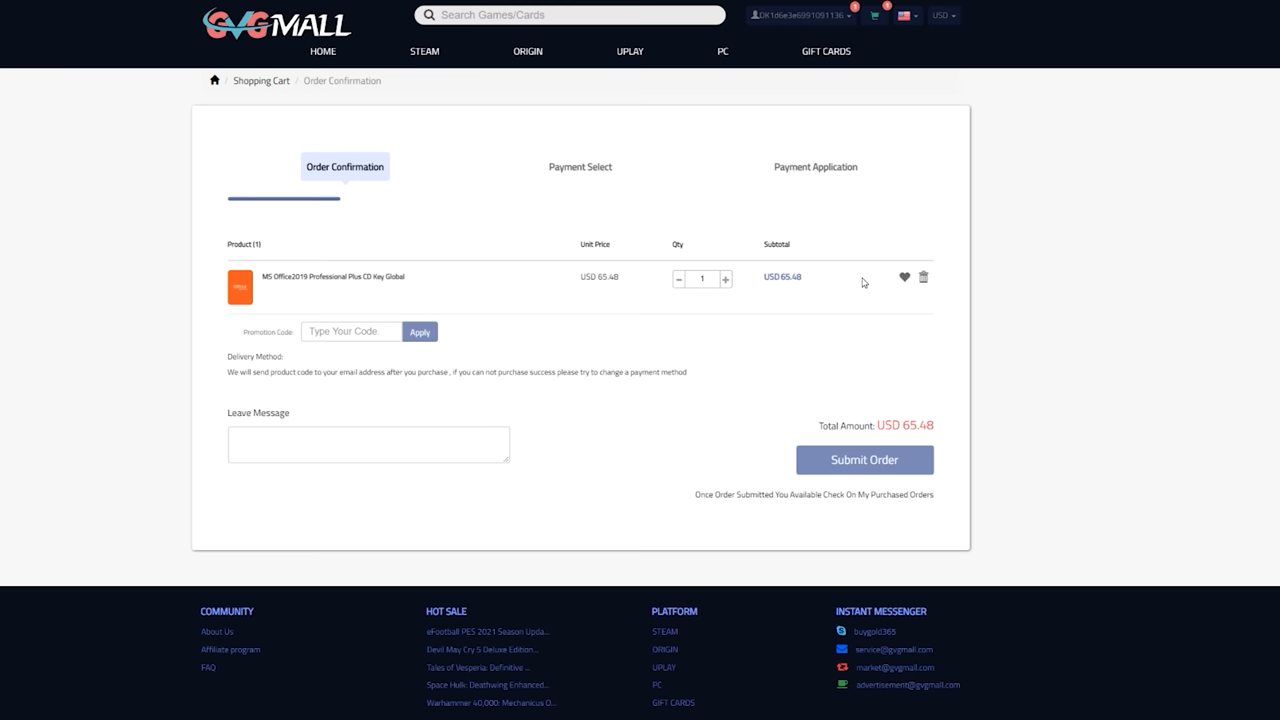 GVGMALL
Search Games/Cards
DK1d6e3e6991091136
USD
HOME STEAM ORIGIN UPLAY PC GIFT CARDS
/ Shopping Cart / Order Confirmation
Order Confirmation Payment Select Payment Application
Product (1) Unit Price Qty Subtotal
MS Office2019 Professional Plus CD Key Global USD 65.48 - 1 + USD 65.48
Promotion Code: Type Your Code. Apply
Delivery Method:
We will send product code to your email address after you purchase , if you can not purchase success please try to change a payment method
Leave Message
Total Amount: USD 65.48
Submit Order
Once Order Submitted You Available Check On My Purchased Orders
COMMUNITY HOT SALE PLATFORM INSTANT MESSENGER
About Us eFootball PES 2021 Season Upda... STEAM buygold365
Affiliate program Devil May Cry 5 Deluxe Edition... ORIGIN service@gvgmall.com
FAQ Tales of Vesperia: Definitive ... UPLAY market@gvgmall.com
Space Hulk: Deathwing Enhanced... PC advertisement@gvgmall.com
Warhammer 40,000: Mechanicus O... GIFT CARDS